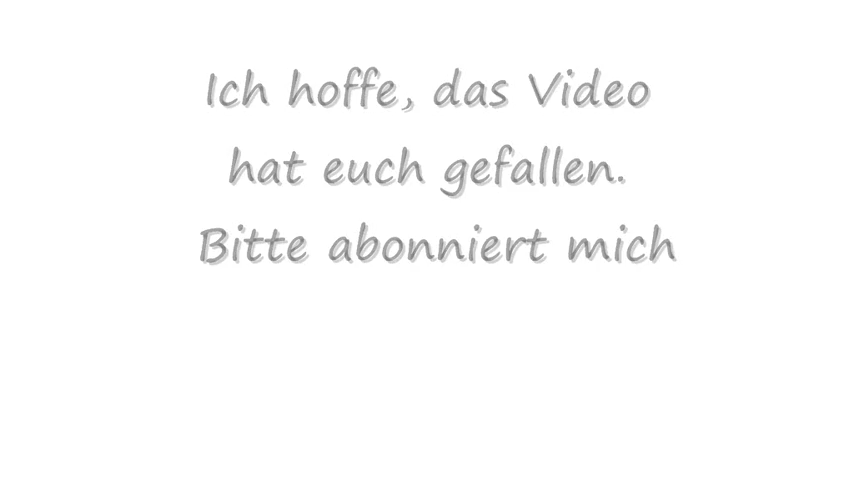 Ich hoffe, das Video
hat euch gefallen.
Bitte abonniert mich